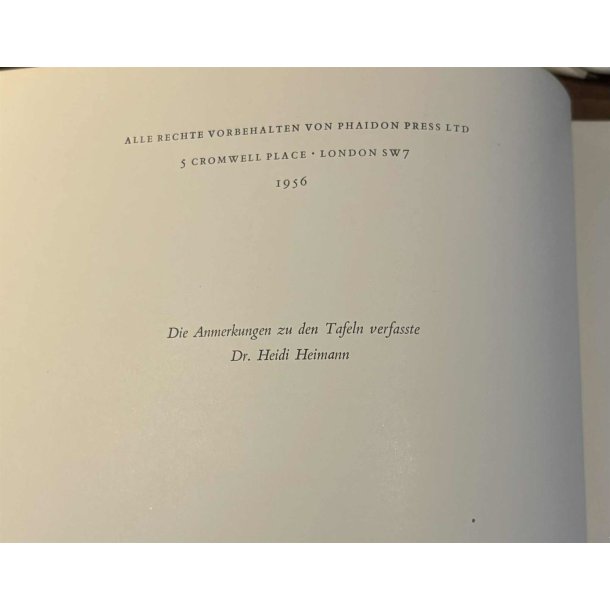 ALLE RECHTE VORBEHALTEN VON PHAIDON PRESS LTD
5 CROMWELL PLACE · LONDON SW7
1956
Die Anmerkungen zu den Tafeln verfasste
Dr. Heidi Heimann